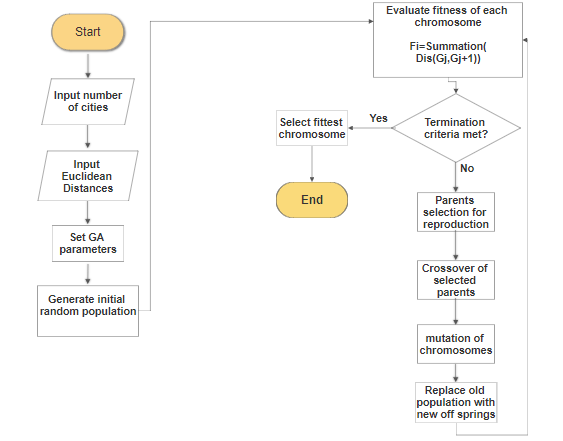 Start
Input number
of cities
Input
Euclidean
Distances
Set GA
parameters
Generate initial
random population
Evaluate fitness of each
chromosome
Fi=Summation(
Dis(Gj,Gj+1))
Termination
criteria met?
Yes
Select fittest
chromosome
End
No
Parents
selection for
reproduction
Crossover of
selected
parents
mutation of
chromosomes
Replace old
population with
new off springs